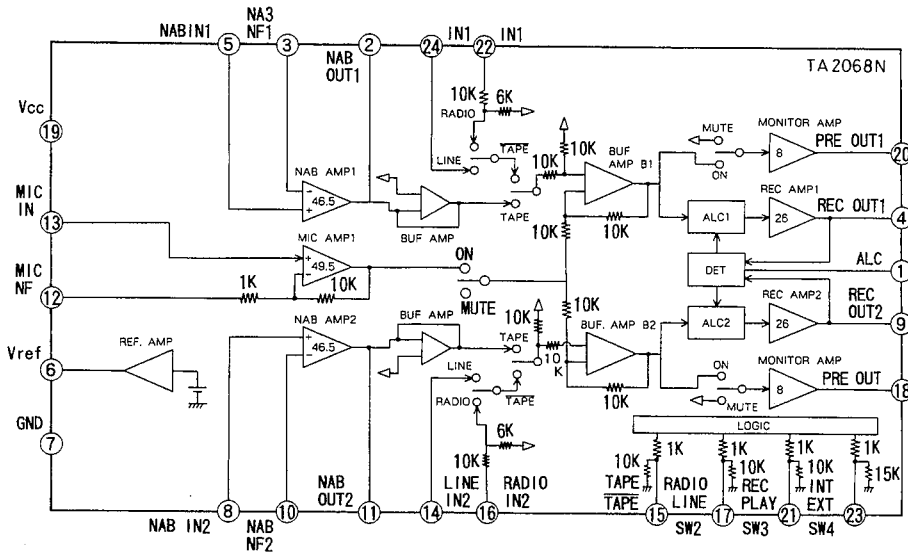 NABIN1
NA3
NF1
NAB
OUT1
IN1
IN1
5
3
2
24
22
TA2068N
10K
6K
RADIO
Vcc
19
TAPE
LINE
10K
10K
BUF
AMP B1
MUTE
ON
MONITOR AMP
8
PRE OUT1
20
NAB AMP1
46.5
TAPE
BUF AMP
10K
10K
ALC1
REC AMP1
26
REC OUT1
4
MIC
IN
13
MIC AMP1
49.5
ON
MUTE
DET
ALC
1
MIC
NF
12
1K
10K
10K
10K
NAB AMP2
46.5
BUF AMP
TAPE
10
K
BUF. AMP B2
ALC2
REC AMP2
26
REC
OUT2
9
Vref
6
REF. AMP
LINE
RADIO
TAPE
10K
ON
MUTE
MONITOR AMP
8
PRE OUT
18
GND
7
6K
10K
LOGIC
1K
1K
1K
1K
10K
10K
10K
15K
NAB
OUT2
LINE
IN2
RADIO
IN2
TAPE
TAPE
RADIO
LINE
REC
PLAY
INT
EXT
8
10
11
14
16
15
17
21
23
NAB IN2
NAB
NF2
SW2
SW3
SW4